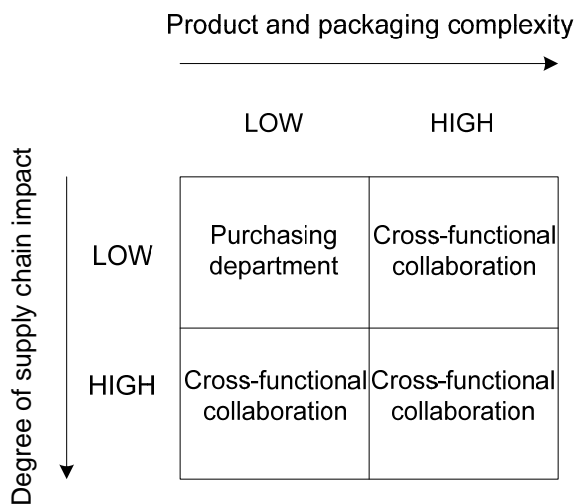 Product and packaging complexity
LOW
HIGH
Degree of supply chain impact
LOW
Purchasing
department
Cross-functional
collaboration
HIGH
Cross-functional
collaboration
Cross-functional
collaboration